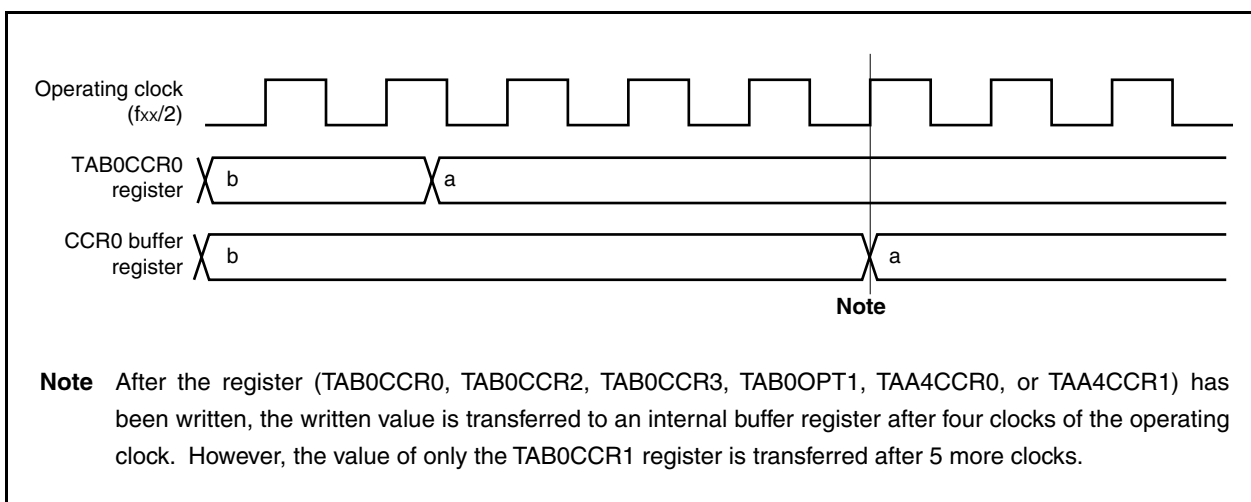 Operating clock
(fxx/2)
TAB0CCR0
register
b
a
CCR0 buffer
register
b
a
Note
Note After the register (TAB0CCR0, TAB0CCR2, TAB0CCR3, TAB0OPT1, TAA4CCR0, or TAA4CCR1) has
been written, the written value is transferred to an internal buffer register after four clocks of the operating
clock. However, the value of only the TAB0CCR1 register is transferred after 5 more clocks.